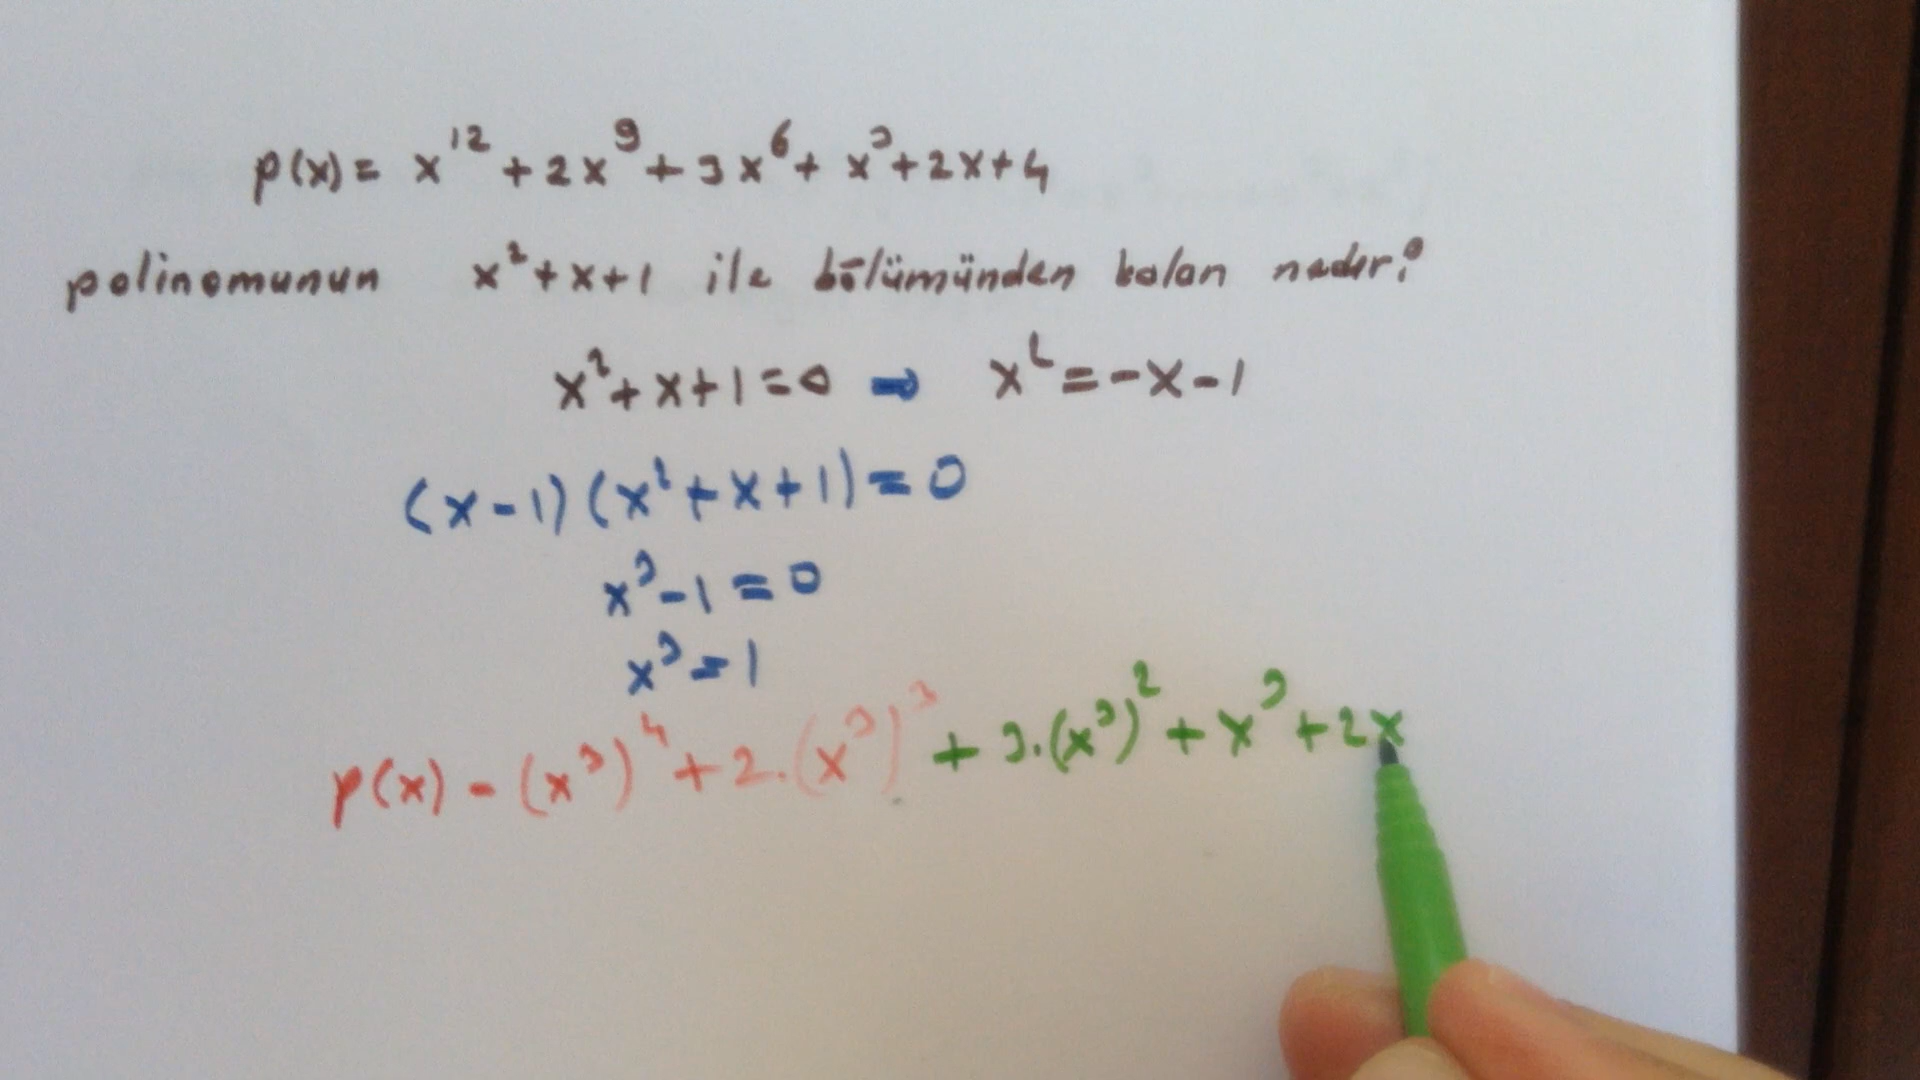 p(x) = x¹² + 2x⁹ + 3x⁶ + x³ + 2x + 4
polinomunun x² + x + 1 ile bölümünden kalan nedir?
x² + x + 1 = 0 ⇒ x² = -x - 1
(x - 1) (x² + x + 1) = 0
x³ - 1 = 0
x³ = 1
p(x) = (x³)⁴ + 2.(x³)³ + 3.(x³)² + x³ + 2x